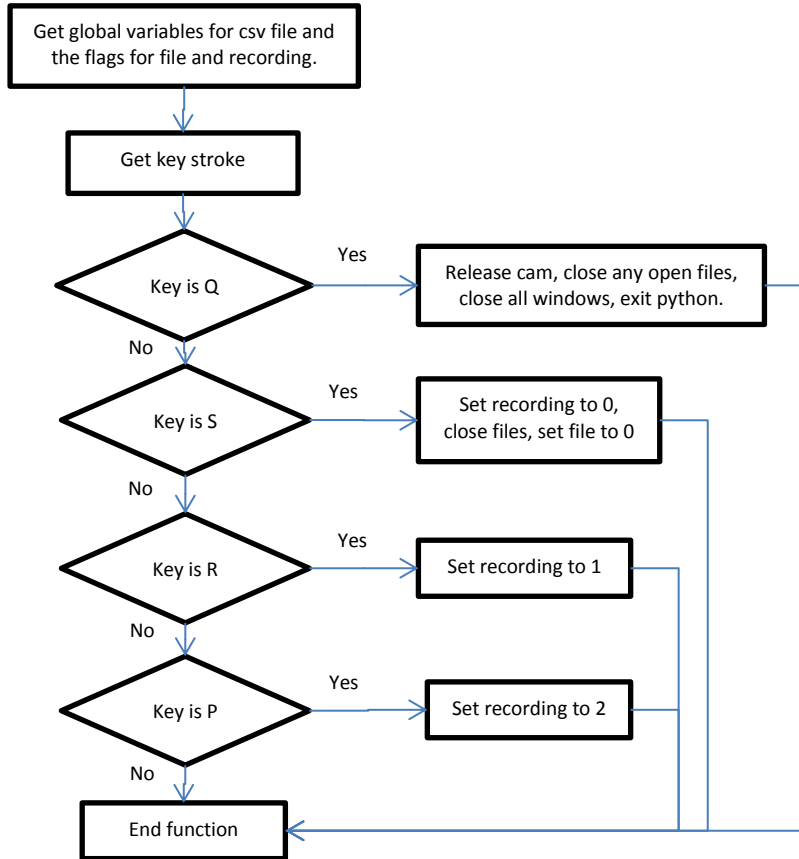 Get global variables for csv file and
the flags for file and recording.
Get key stroke
Key is Q
Yes
Release cam, close any open files,
close all windows, exit python.
No
Key is S
Yes
Set recording to 0,
close files, set file to 0
No
Key is R
Yes
Set recording to 1
No
Key is P
Yes
Set recording to 2
No
End function